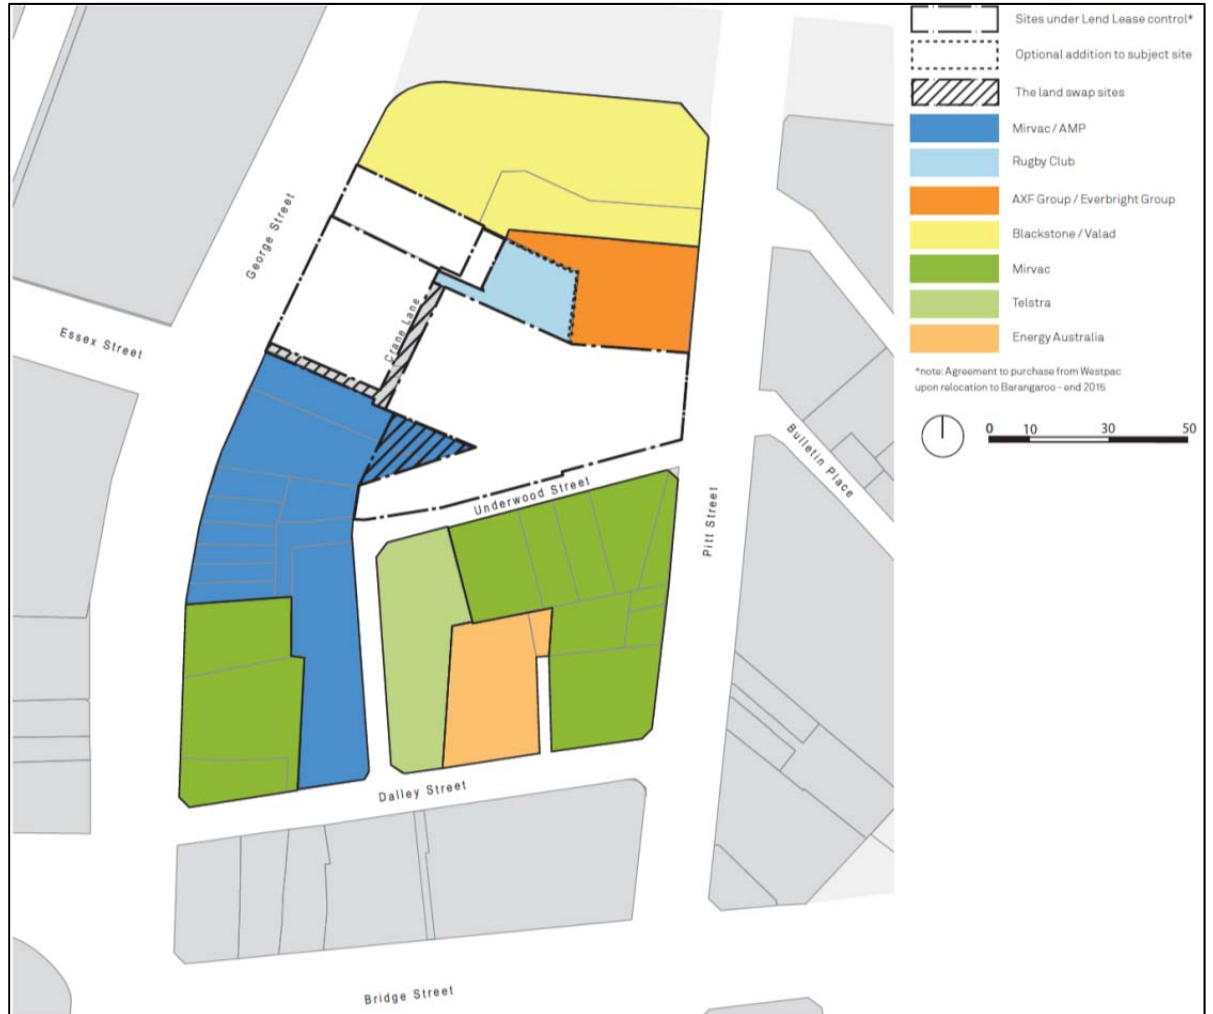 Sites under Lend Lease control*
Optional addition to subject site
The land swap sites
Mirvac / AMP
Rugby Club
AXF Group / Everbright Group
Blackstone / Valad
Mirvac
Telstra
Energy Australia
*note: Agreement to purchase from Westpac
upon relocation to Barangaroo - end 2015
0 10 30 50
George Street
Essex Street
Crane Lane
Underwood Street
Bulletin Place
Pitt Street
Dalley Street
Bridge Street